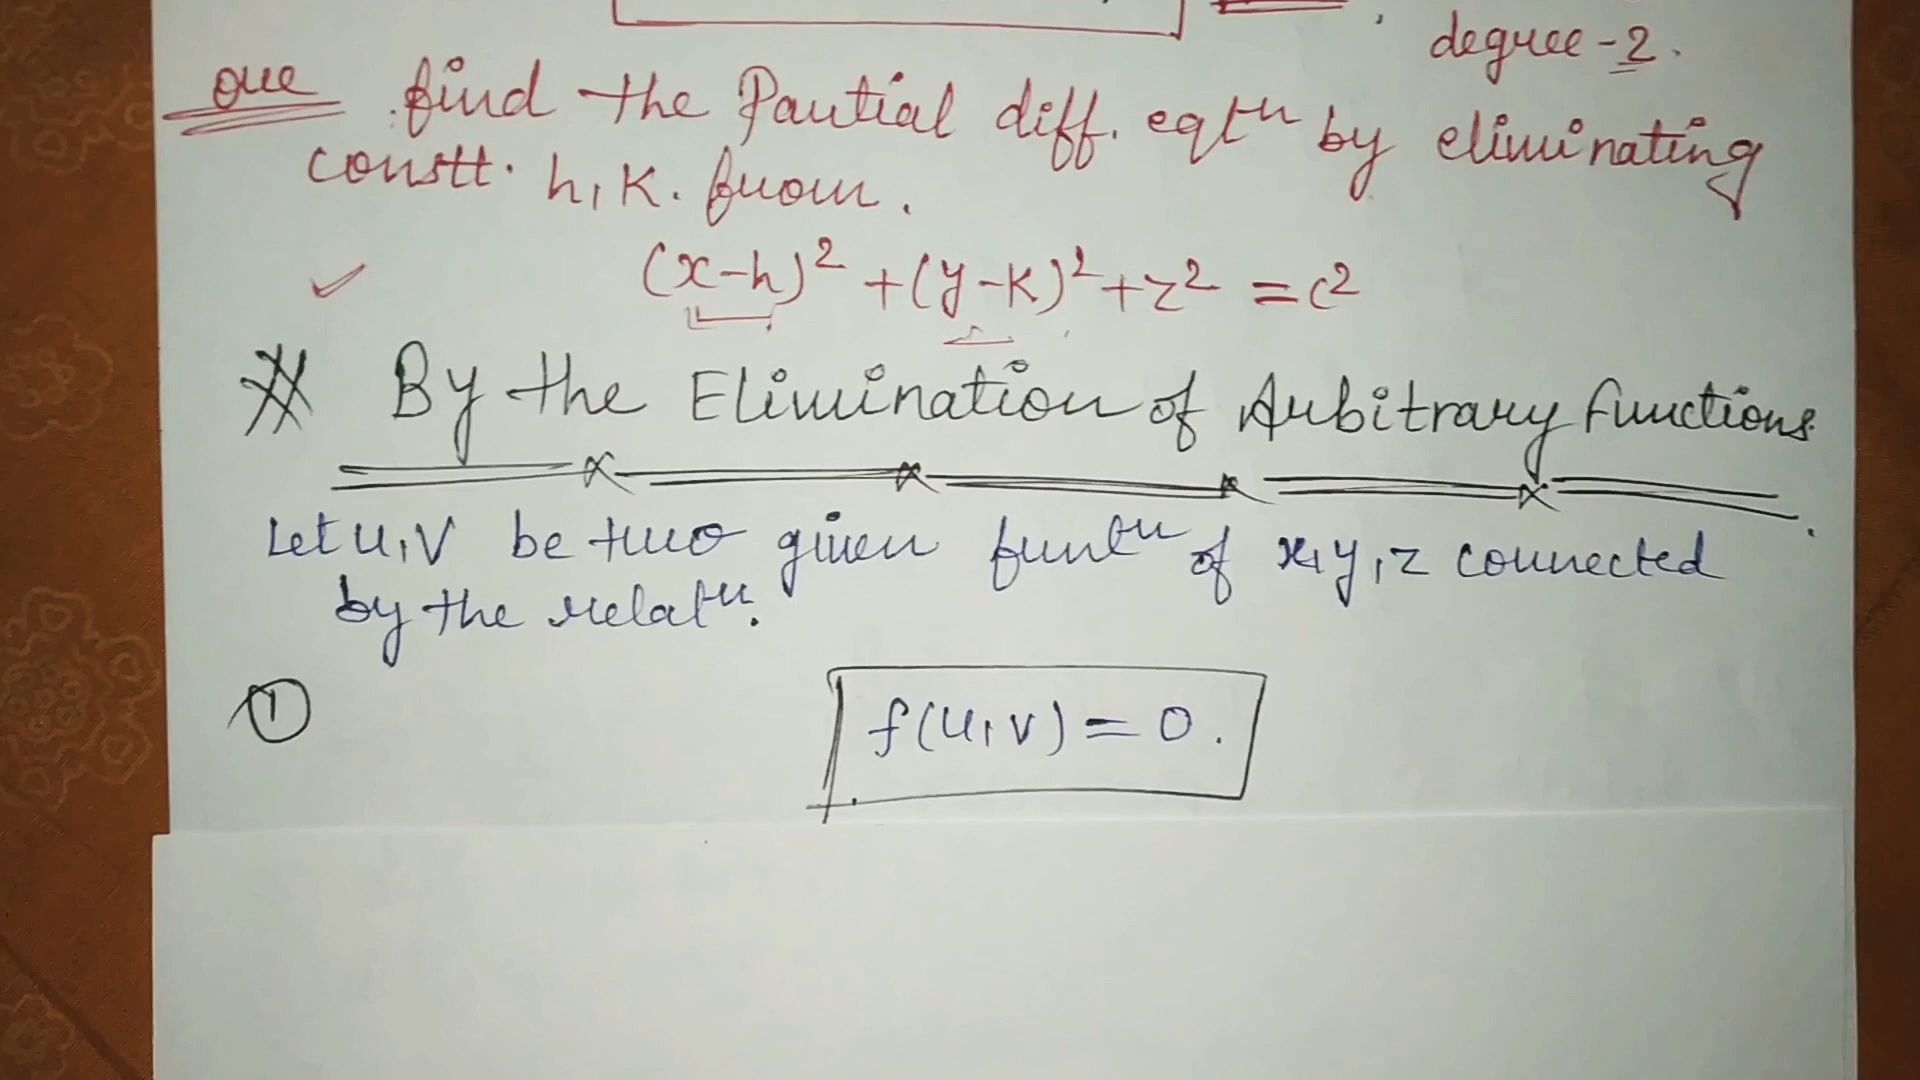 degree-2.
Que find the Partial diff. eqtn by eliminating
constt. h, K. from.
(x-h)² + (y-K)² + z² = c²
By the Elimination of Arbitrary functions.
Let u, v be two given funtn of x, y, z connected
by the relatn.
① f(u, v) = 0.